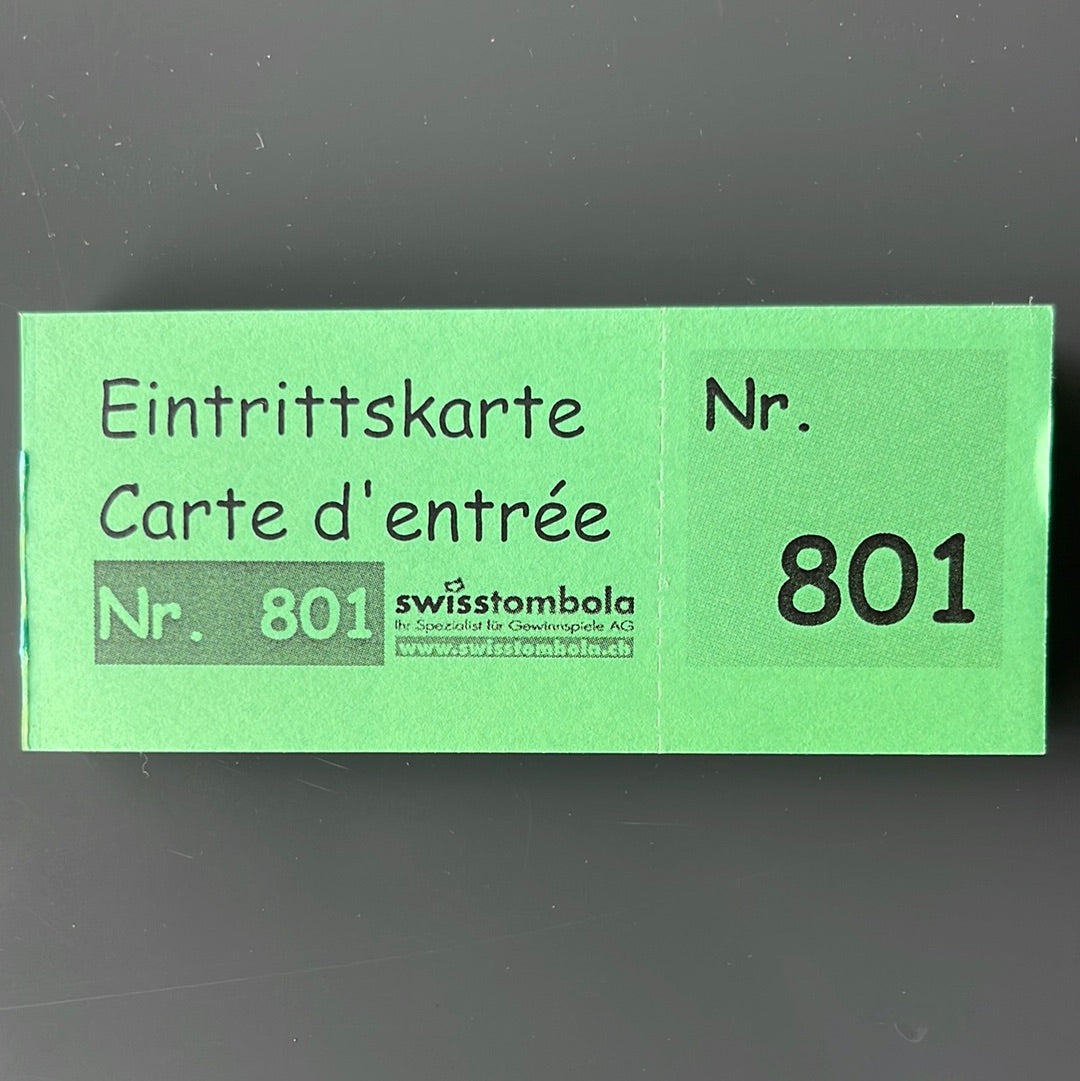 Eintrittskarte
Carte d'entrée
Nr. 801
swisstombola
Ihr Spezialist für Gewinnspiele AG
www.swisstombola.ch
Nr.
801